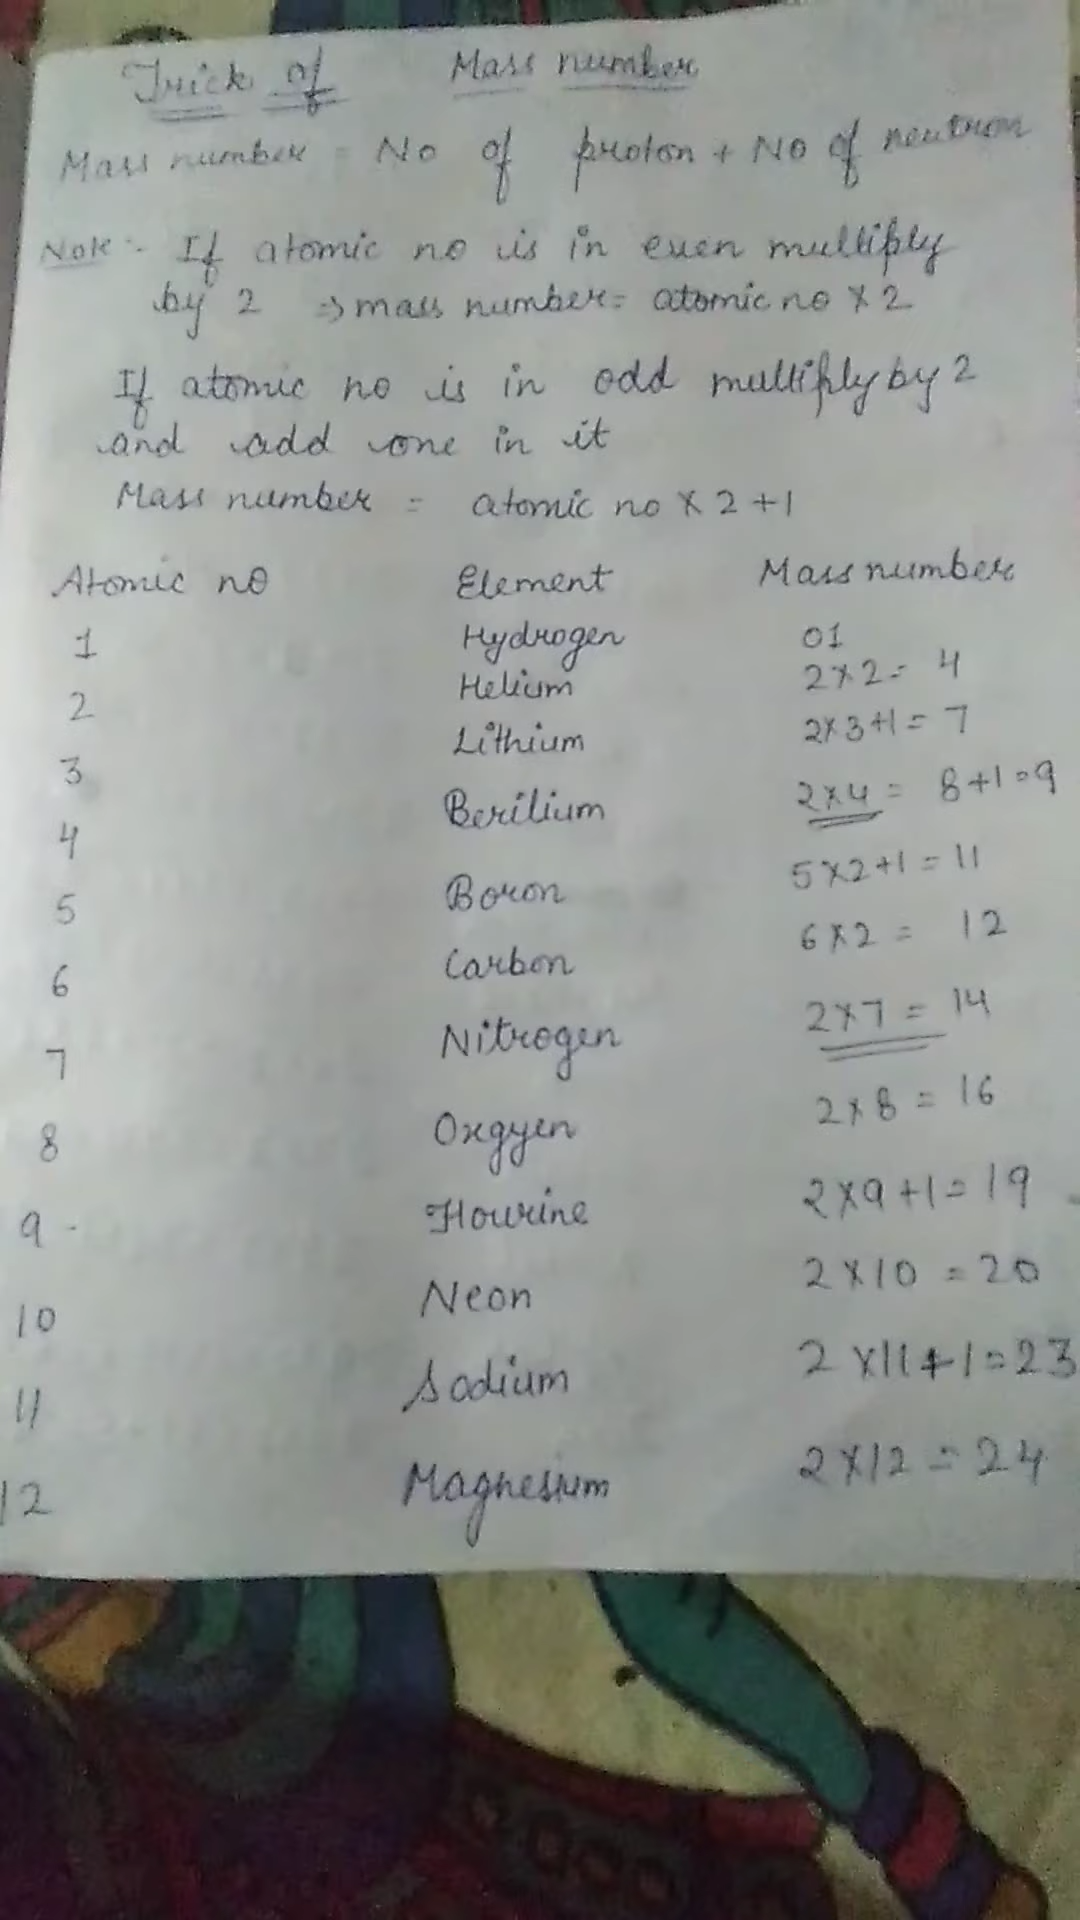 Trick of Mass number
Mass number = No of proton + No of neutron
Note :- If atomic no is in even multiply
by 2 ⇒ mass number = atomic no × 2
If atomic no is in odd multiply by 2
and add one in it
Mass number = atomic no × 2 + 1
Atomic no Element Mass number
1 Hydrogen 01
2 Helium 2×2= 4
3 Lithium 2×3+1= 7
4 Berilium 2×4 = 8+1=9
5 Boron 5×2+1=11
6 Carbon 6×2 = 12
7 Nitrogen 2×7 = 14
8 Oxgyen 2×8 = 16
9 - Flourine 2×9+1=19
10 Neon 2×10 =20
11 Sodium 2×11+1=23
12 Magnesium 2×12=24